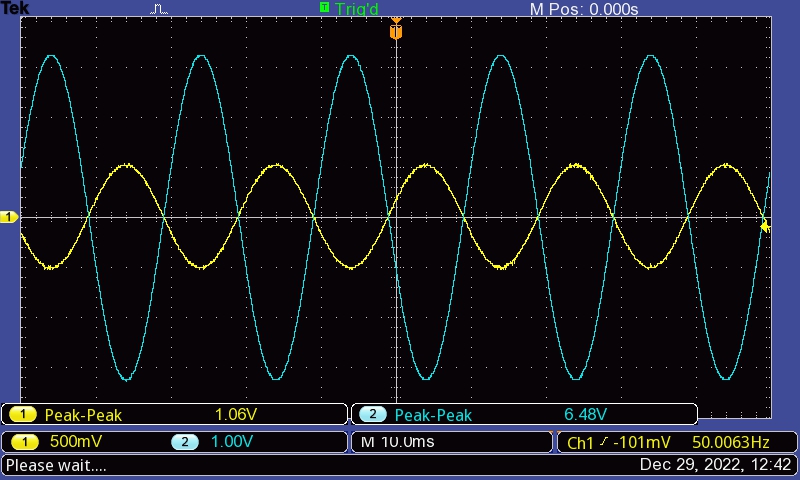 Tek T Trig'd M Pos: 0.000s
T
1
1 Peak-Peak 1.06V 2 Peak-Peak 6.48V
1 500mV 2 1.00V M 10.0ms Ch1 -101mV 50.0063Hz
Please wait.... Dec 29, 2022, 12:42